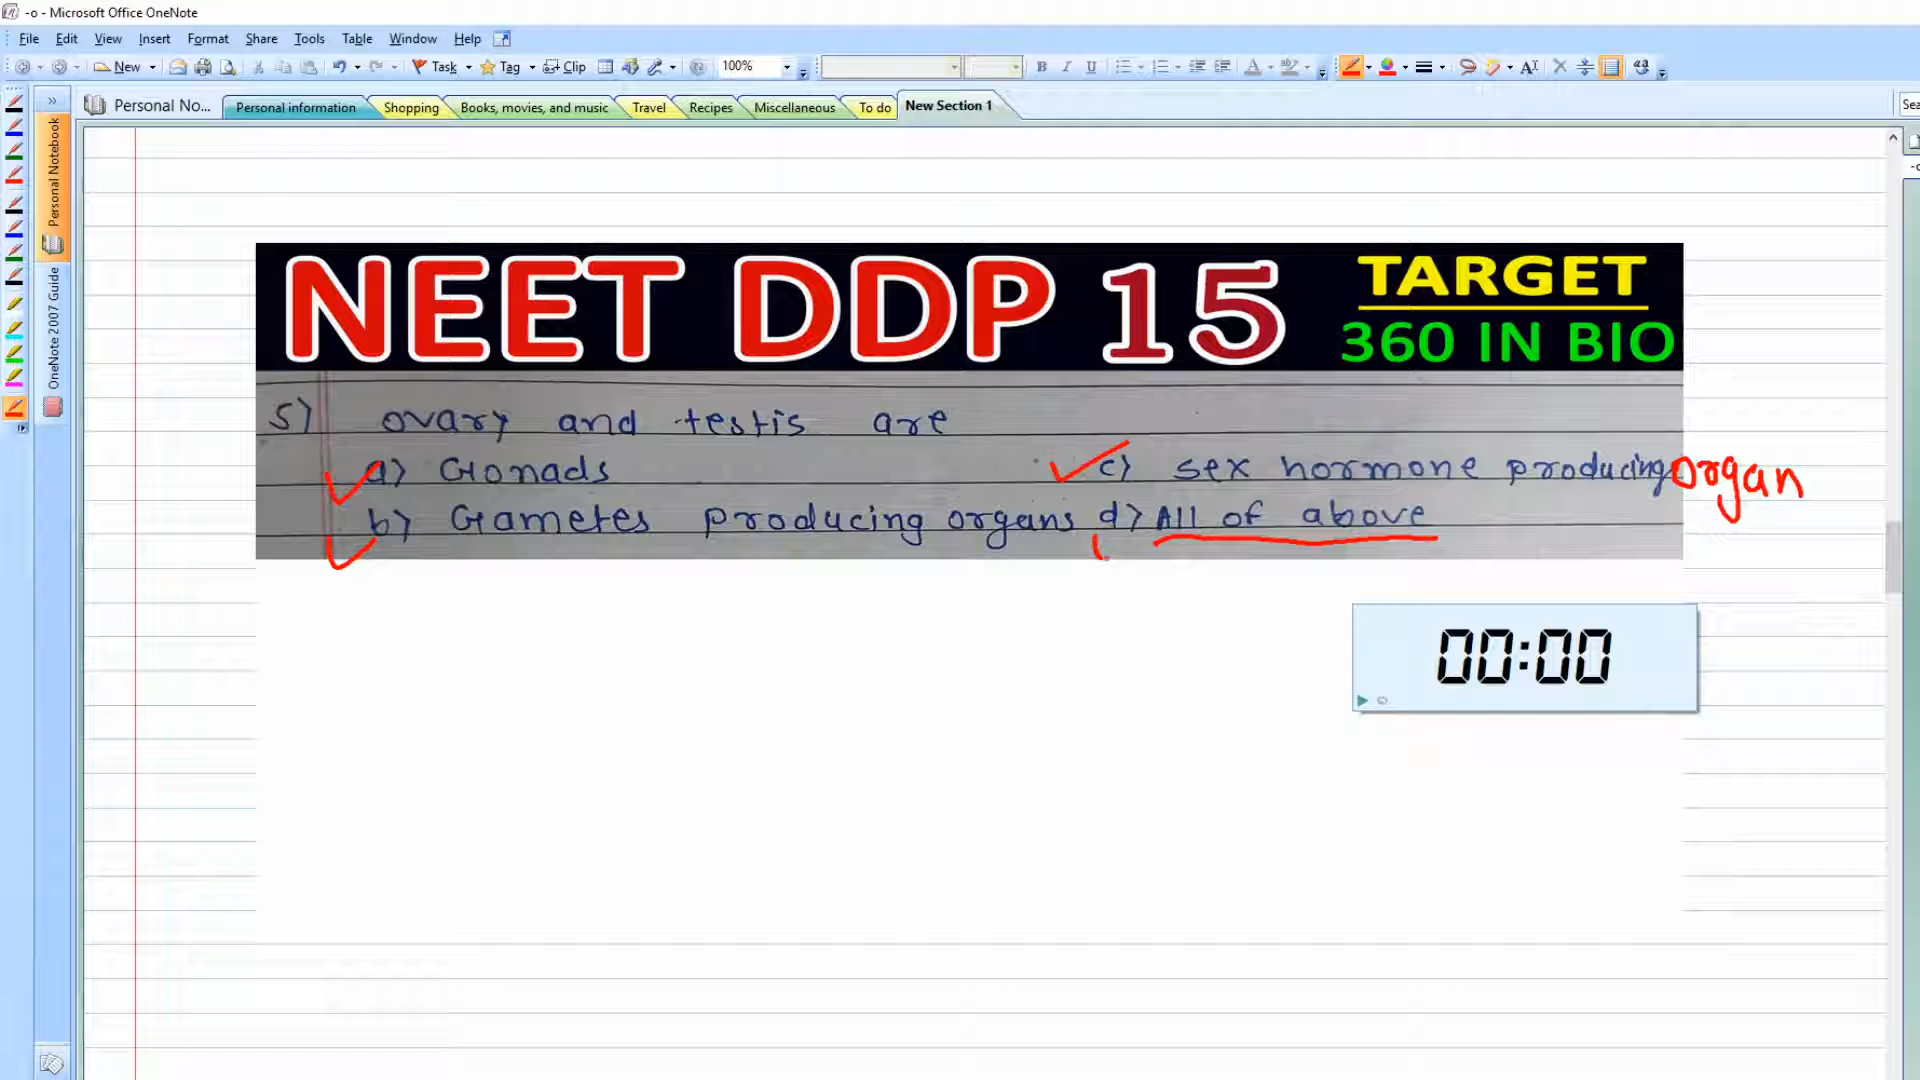 -o - Microsoft Office OneNote
File Edit View Insert Format Share Tools Table Window Help
New Task Tag Clip 100% B I U
Personal No... Personal information Shopping Books, movies, and music Travel Recipes Miscellaneous To do New Section 1 Sea
Personal Notebook
OneNote 2007 Guide
NEET DDP 15 TARGET
360 IN BIO
5) ovary and testis are
a) Gonads c) sex hormone producing organ
b) Gametes producing organs d) All of above
00:00